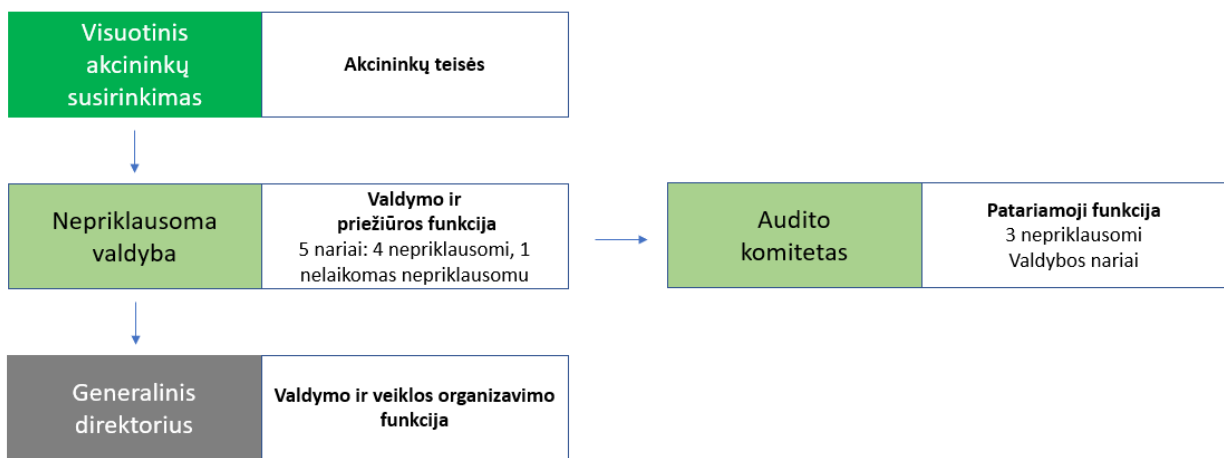 Visuotinis
akcininkų
susirinkimas
Akcininkų teisės
Nepriklausoma
valdyba
Valdymo ir
priežiūros funkcija
5 nariai: 4 nepriklausomi, 1
nelaikomas nepriklausomu
Audito
komitetas
Patariamoji funkcija
3 nepriklausomi
Valdybos nariai
Generalinis
direktorius
Valdymo ir veiklos organizavimo
funkcija